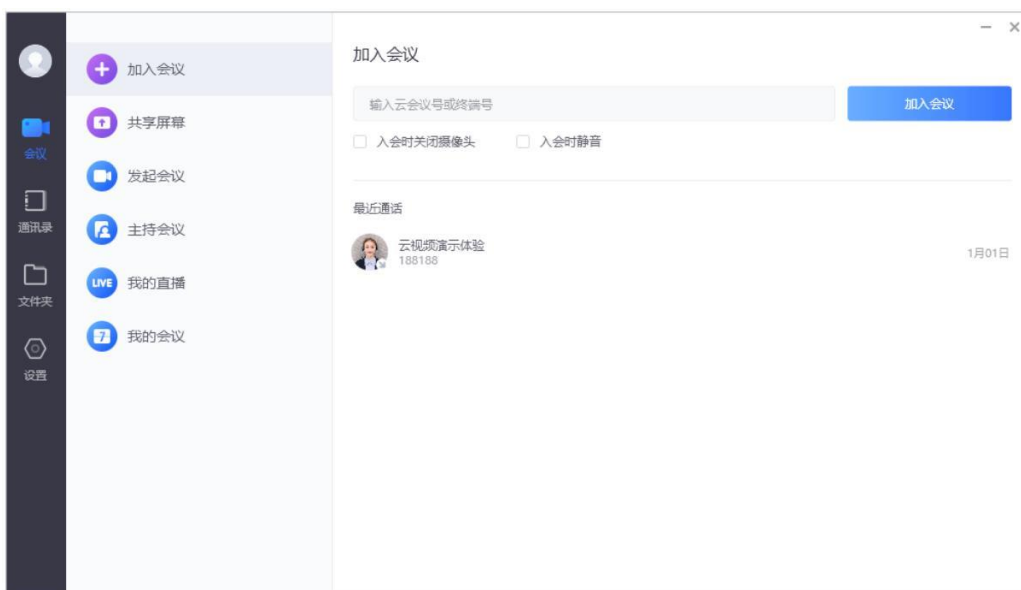 会议
通讯录
文件夹
设置
加入会议
共享屏幕
发起会议
主持会议
LIVE
我的直播
7
我的会议
加入会议
输入云会议号或终端号
加入会议
入会时关闭摄像头
入会时静音
最近通话
云视频演示体验
188188
1月01日